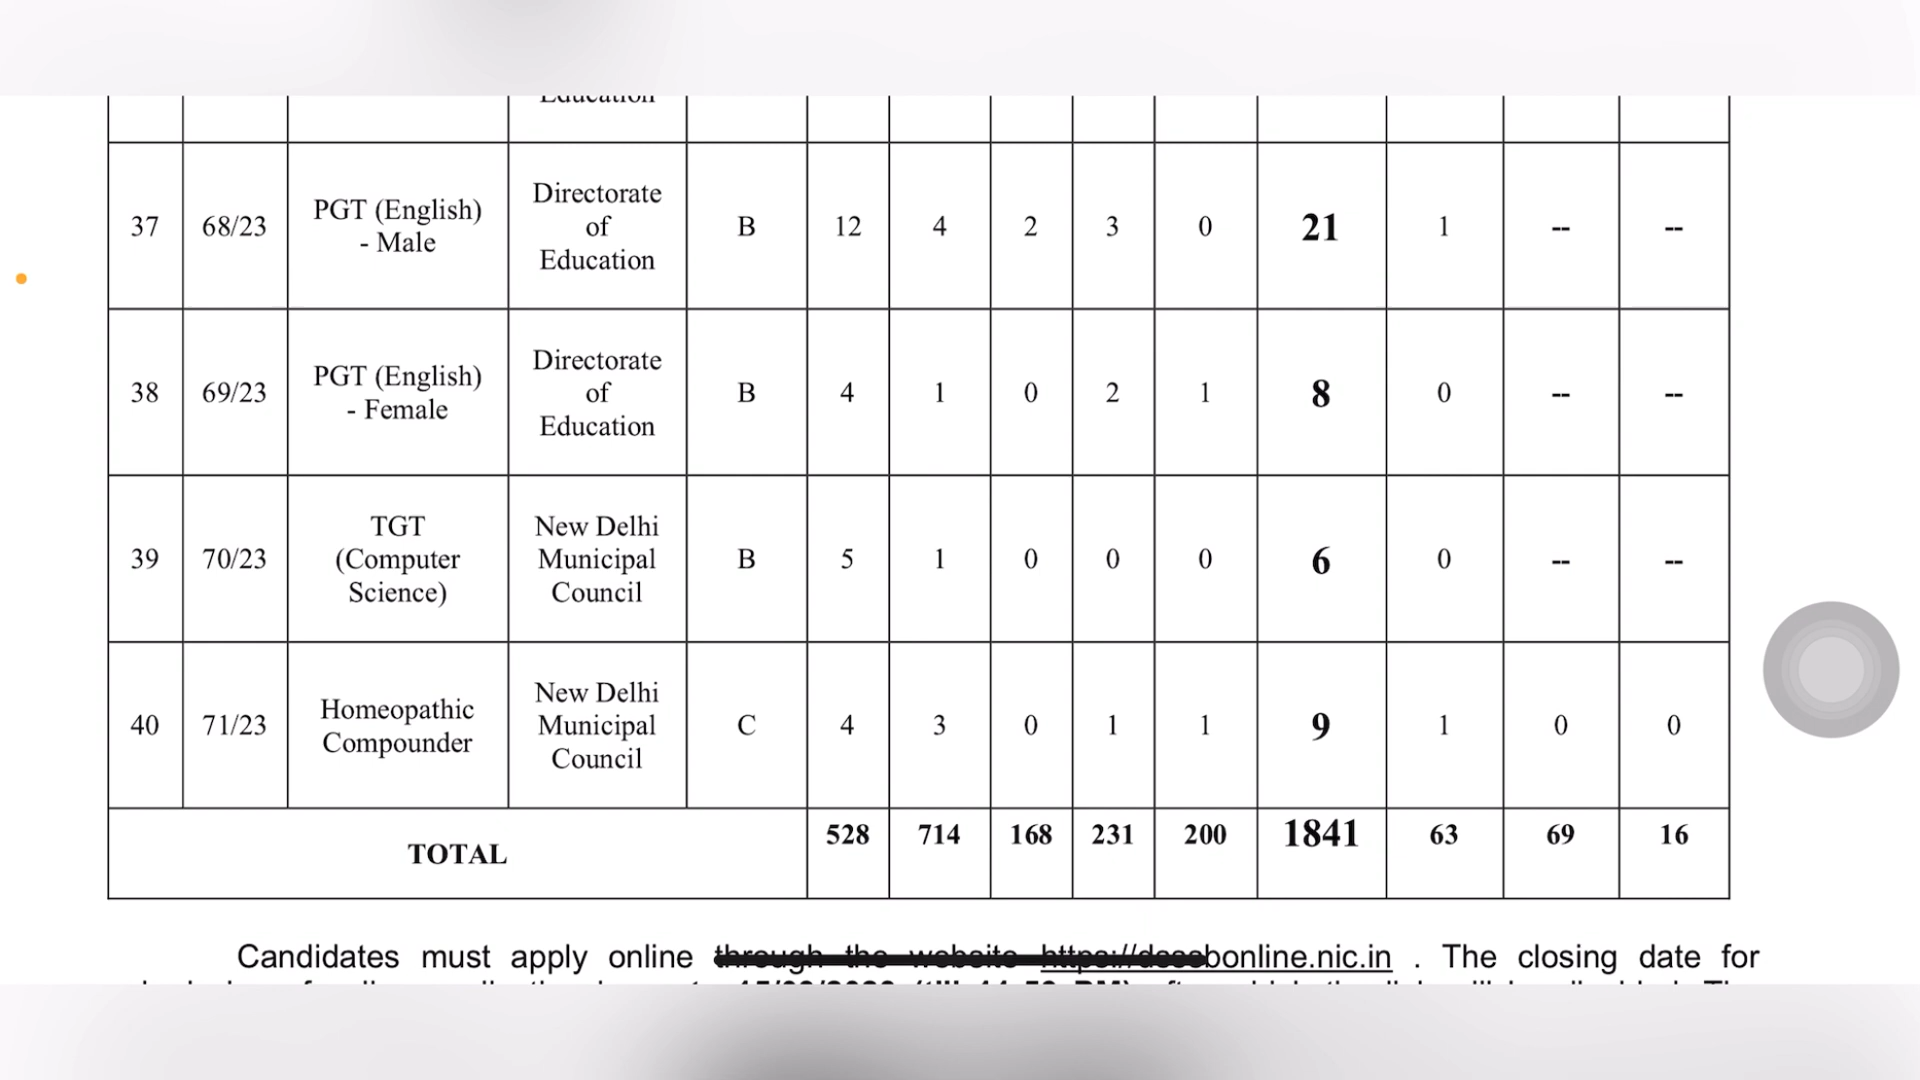 Education
37 68/23 PGT (English) - Male Directorate of Education B 12 4 2 3 0 21 1 -- --
38 69/23 PGT (English) - Female Directorate of Education B 4 1 0 2 1 8 0 -- --
39 70/23 TGT (Computer Science) New Delhi Municipal Council B 5 1 0 0 0 6 0 -- --
40 71/23 Homeopathic Compounder New Delhi Municipal Council C 4 3 0 1 1 9 1 0 0
TOTAL 528 714 168 231 200 1841 63 69 16
Candidates must apply online through the website https://dsssbonline.nic.in . The closing date for